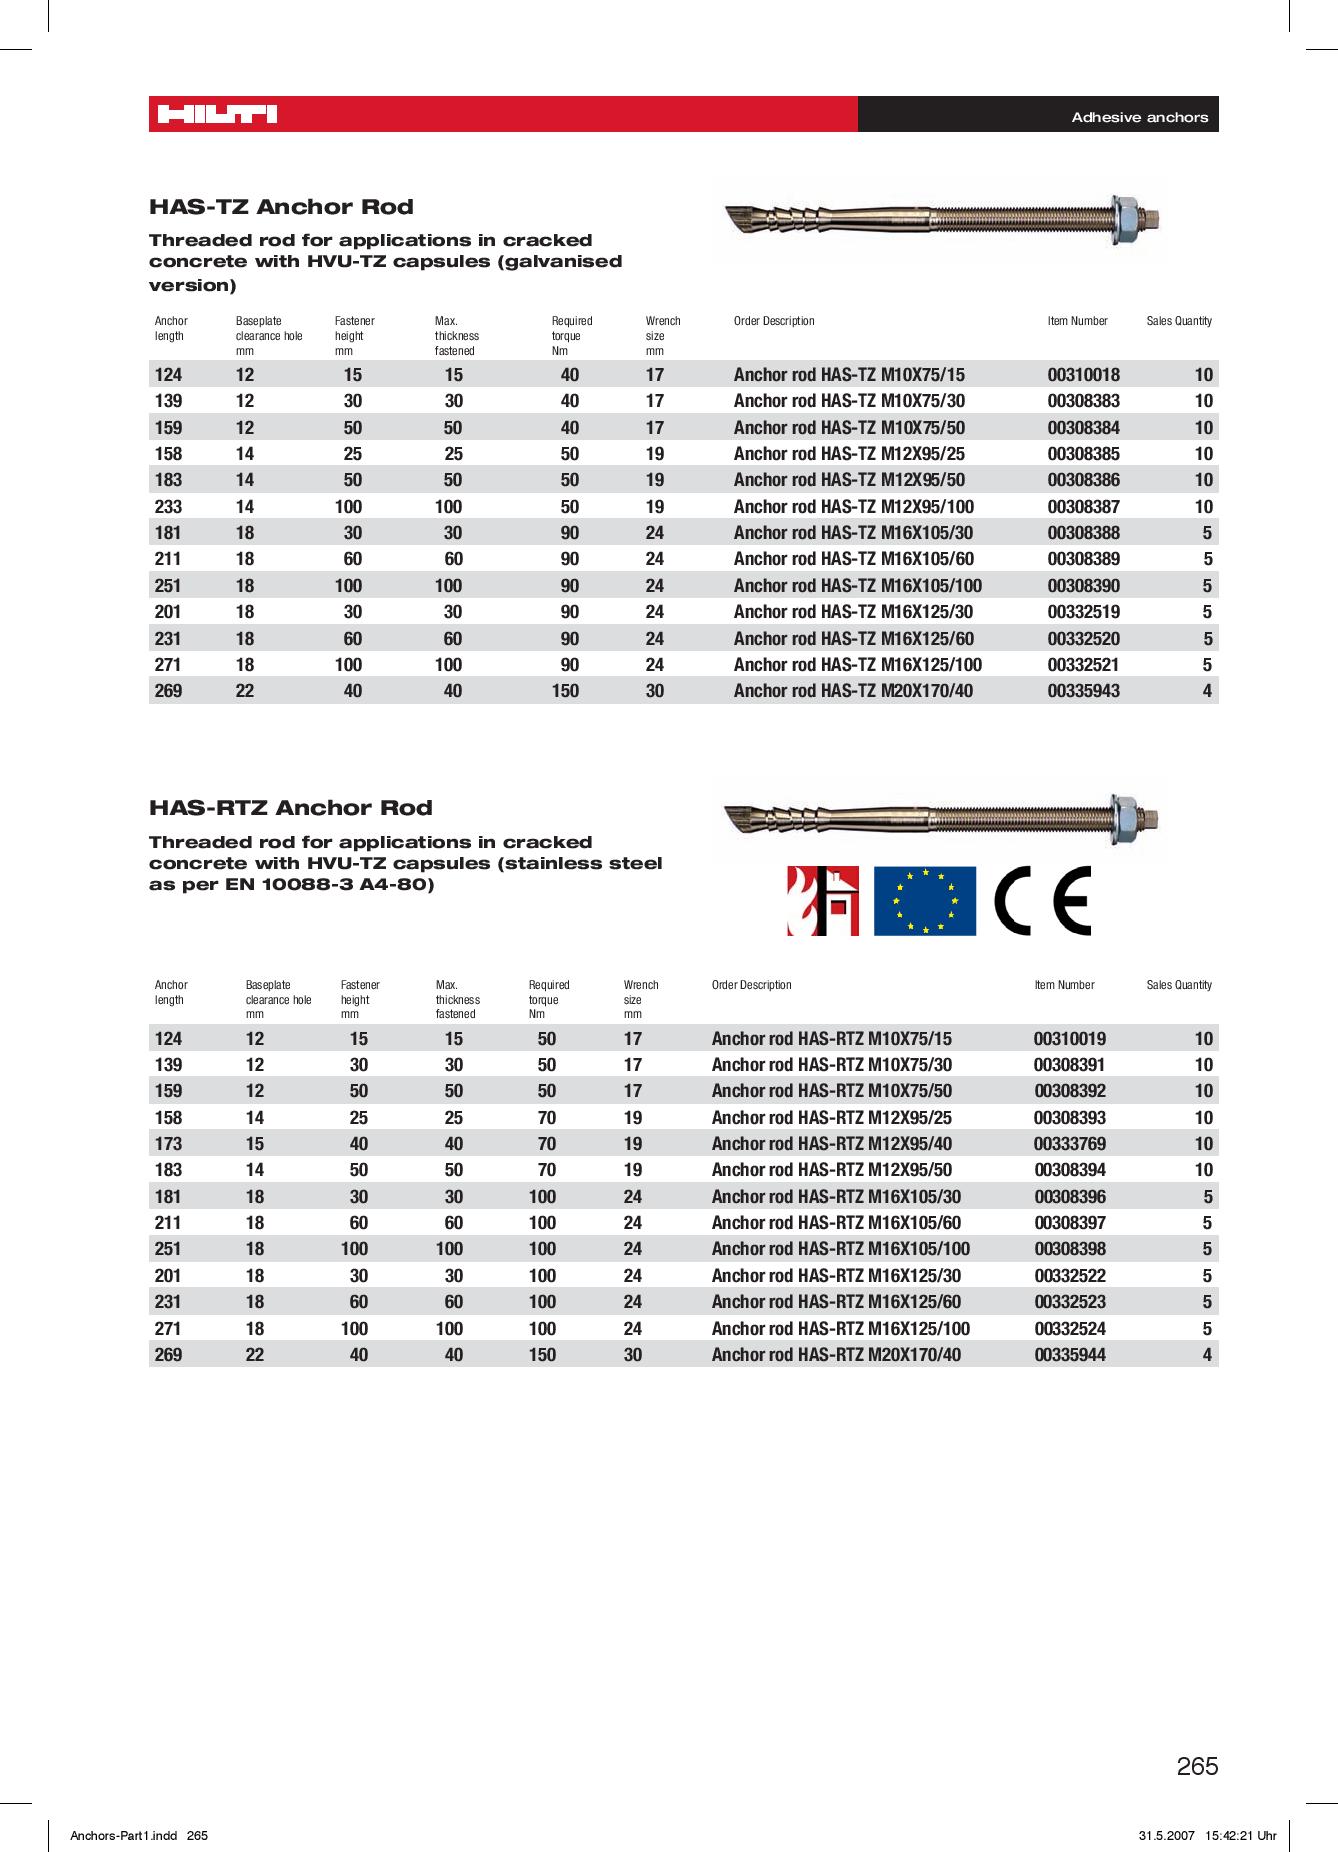 HILTI
Adhesive anchors
HAS-TZ Anchor Rod
Threaded rod for applications in cracked
concrete with HVU-TZ capsules (galvanised
version)
Anchor length Baseplate clearance hole mm Fastener height mm Max. thickness fastened Required torque Nm Wrench size mm Order Description Item Number Sales Quantity
124 12 15 15 40 17 Anchor rod HAS-TZ M10X75/15 00310018 10
139 12 30 30 40 17 Anchor rod HAS-TZ M10X75/30 00308383 10
159 12 50 50 40 17 Anchor rod HAS-TZ M10X75/50 00308384 10
158 14 25 25 50 19 Anchor rod HAS-TZ M12X95/25 00308385 10
183 14 50 50 50 19 Anchor rod HAS-TZ M12X95/50 00308386 10
233 14 100 100 50 19 Anchor rod HAS-TZ M12X95/100 00308387 10
181 18 30 30 90 24 Anchor rod HAS-TZ M16X105/30 00308388 5
211 18 60 60 90 24 Anchor rod HAS-TZ M16X105/60 00308389 5
251 18 100 100 90 24 Anchor rod HAS-TZ M16X105/100 00308390 5
201 18 30 30 90 24 Anchor rod HAS-TZ M16X125/30 00332519 5
231 18 60 60 90 24 Anchor rod HAS-TZ M16X125/60 00332520 5
271 18 100 100 90 24 Anchor rod HAS-TZ M16X125/100 00332521 5
269 22 40 40 150 30 Anchor rod HAS-TZ M20X170/40 00335943 4
HAS-RTZ Anchor Rod
Threaded rod for applications in cracked
concrete with HVU-TZ capsules (stainless steel
as per EN 10088-3 A4-80)
CE
Anchor length Baseplate clearance hole mm Fastener height mm Max. thickness fastened Required torque Nm Wrench size mm Order Description Item Number Sales Quantity
124 12 15 15 50 17 Anchor rod HAS-RTZ M10X75/15 00310019 10
139 12 30 30 50 17 Anchor rod HAS-RTZ M10X75/30 00308391 10
159 12 50 50 50 17 Anchor rod HAS-RTZ M10X75/50 00308392 10
158 14 25 25 70 19 Anchor rod HAS-RTZ M12X95/25 00308393 10
173 15 40 40 70 19 Anchor rod HAS-RTZ M12X95/40 00333769 10
183 14 50 50 70 19 Anchor rod HAS-RTZ M12X95/50 00308394 10
181 18 30 30 100 24 Anchor rod HAS-RTZ M16X105/30 00308396 5
211 18 60 60 100 24 Anchor rod HAS-RTZ M16X105/60 00308397 5
251 18 100 100 100 24 Anchor rod HAS-RTZ M16X105/100 00308398 5
201 18 30 30 100 24 Anchor rod HAS-RTZ M16X125/30 00332522 5
231 18 60 60 100 24 Anchor rod HAS-RTZ M16X125/60 00332523 5
271 18 100 100 100 24 Anchor rod HAS-RTZ M16X125/100 00332524 5
269 22 40 40 150 30 Anchor rod HAS-RTZ M20X170/40 00335944 4
265
Anchors-Part1.indd 265
31.5.2007 15:42:21 Uhr